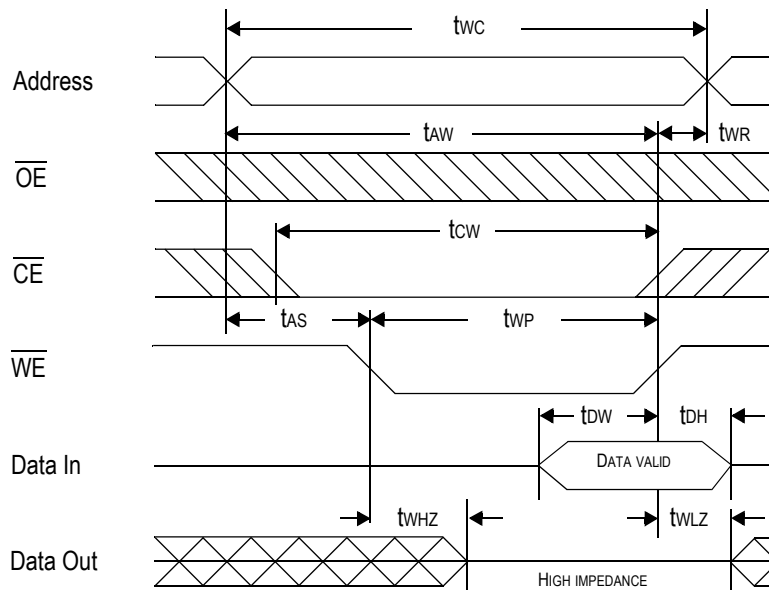 tWC
Address
tAW
tWR
OE
tCW
CE
tAS
tWP
WE
tDW
tDH
Data In
DATA VALID
tWHZ
tWLZ
Data Out
HIGH IMPEDANCE